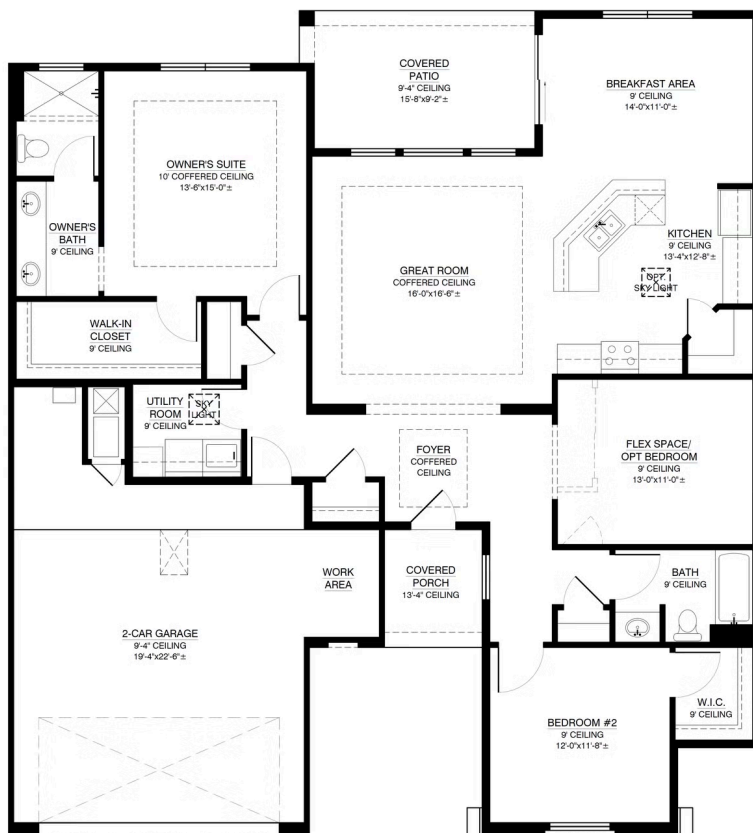 COVERED
PATIO
9'-4" CEILING
15'-8"x9'-2"±
BREAKFAST AREA
9' CEILING
14'-0"x11'-0"±
OWNER'S SUITE
10' COFFERED CEILING
13'-6"x15'-0"±
OWNER'S
BATH
9' CEILING
KITCHEN
9' CEILING
13'-4"x12'-8"±
OPT.
SKY LIGHT
GREAT ROOM
COFFERED CEILING
16'-0"x16'-6"±
WALK-IN
CLOSET
9' CEILING
UTILITY
ROOM
9' CEILING
SKY
LIGHT
FOYER
COFFERED
CEILING
FLEX SPACE/
OPT BEDROOM
9' CEILING
13'-0"x11'-0"±
WORK
AREA
COVERED
PORCH
13'-4" CEILING
BATH
9' CEILING
2-CAR GARAGE
9'-4" CEILING
19'-4"x22'-6"±
BEDROOM #2
9' CEILING
12'-0"x11'-8"±
W.I.C.
9' CEILING